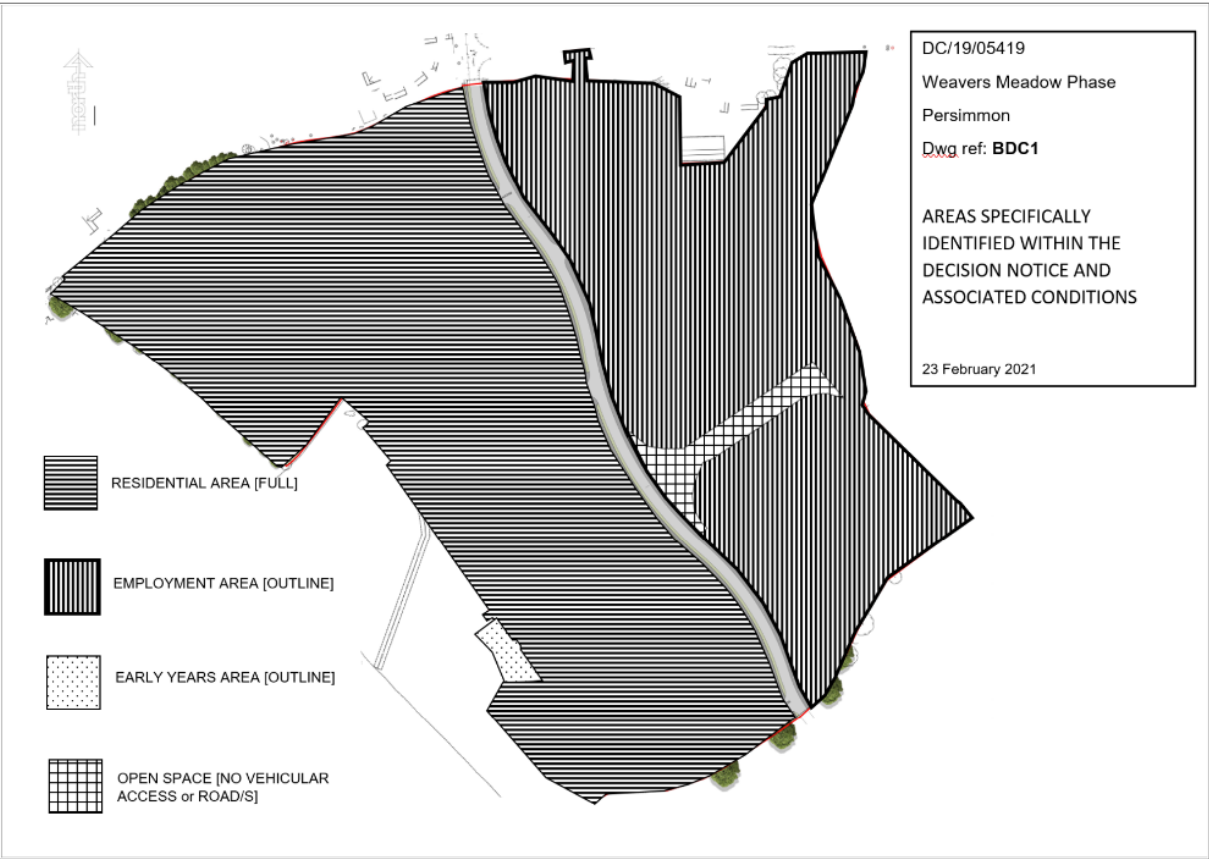 DC/19/05419
Weavers Meadow Phase
Persimmon
Dwg ref: BDC1
AREAS SPECIFICALLY
IDENTIFIED WITHIN THE
DECISION NOTICE AND
ASSOCIATED CONDITIONS
23 February 2021
RESIDENTIAL AREA [FULL]
EMPLOYMENT AREA [OUTLINE]
EARLY YEARS AREA [OUTLINE]
OPEN SPACE [NO VEHICULAR
ACCESS or ROAD/S]